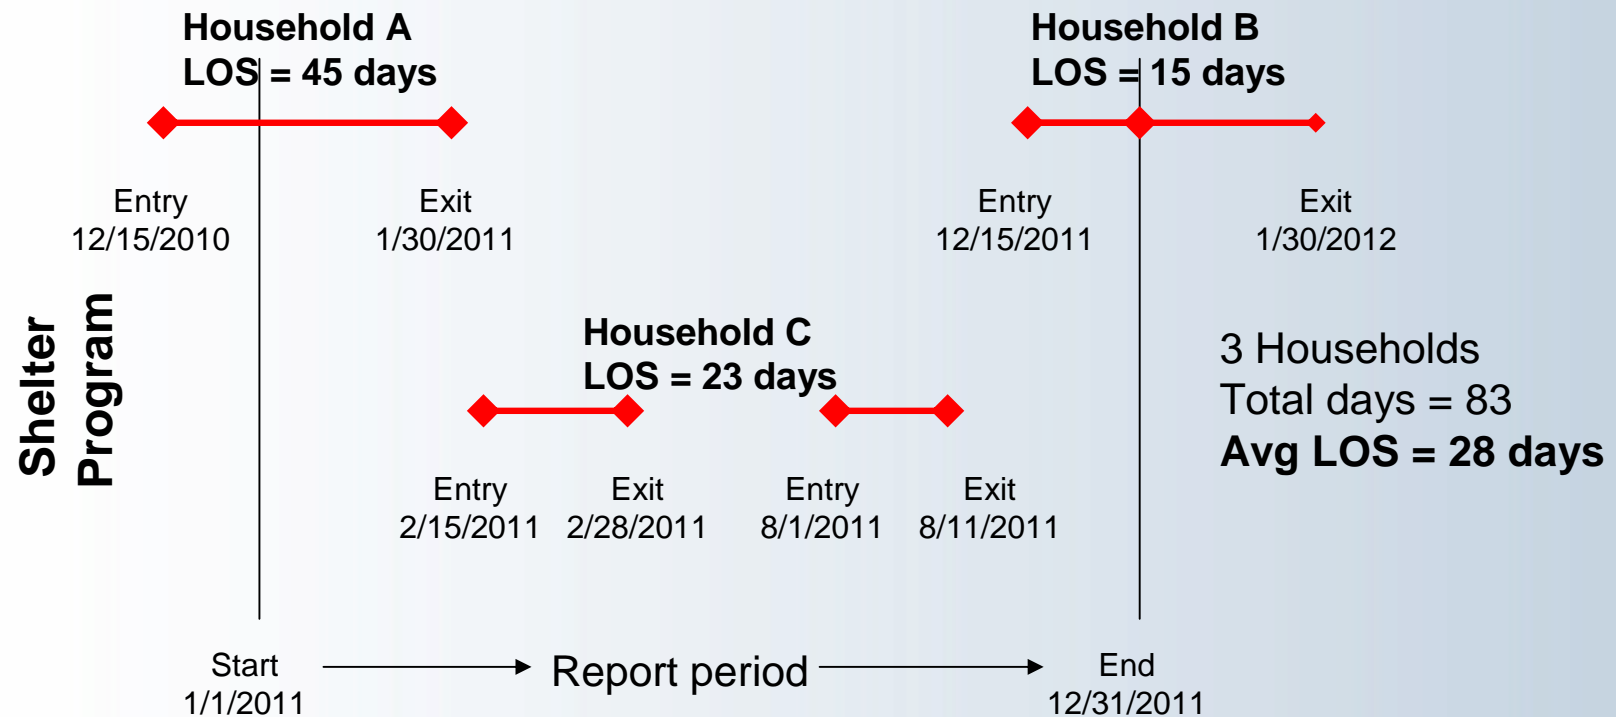 Household A
LOS = 45 days
Household B
LOS = 15 days
Entry
12/15/2010
Exit
1/30/2011
Entry
12/15/2011
Exit
1/30/2012
Shelter
Program
Household C
LOS = 23 days
3 Households
Total days = 83
Avg LOS = 28 days
Entry
2/15/2011
Exit
2/28/2011
Entry
8/1/2011
Exit
8/11/2011
Start
1/1/2011
Report period
End
12/31/2011